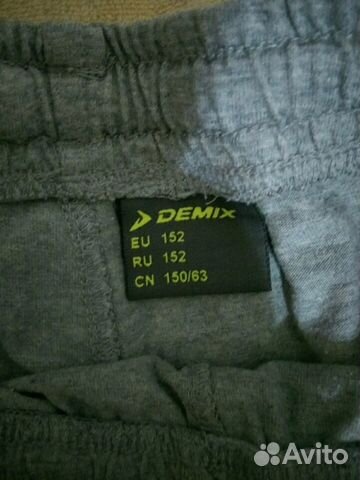 DEMIX
EU 152
RU 152
CN 150/63
Avito